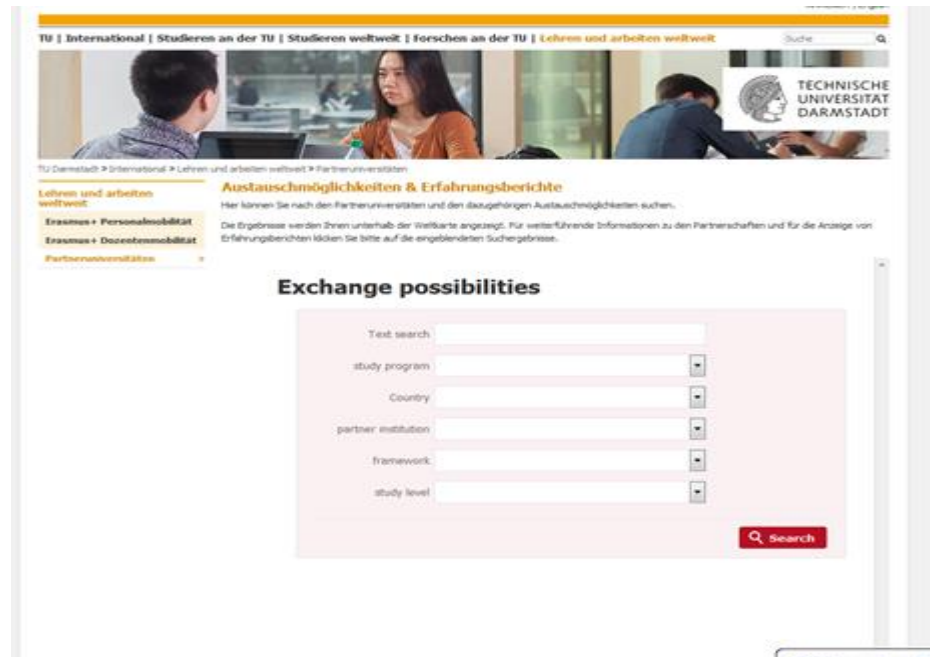 TU | International | Studieren an der TU | Studieren weltweit | Forschen an der TU | Lehren und arbeiten weltweit
Suche
TECHNISCHE
UNIVERSITÄT
DARMSTADT
TU Darmstadt > International > Lehren und arbeiten weltweit > Partneruniversitäten
Lehren und arbeiten
weltweit
Erasmus+ Personalmobilität
Erasmus+ Dozentenmobilität
Partneruniversitäten
Austauschmöglichkeiten & Erfahrungsberichte
Hier können Sie nach den Partneruniversitäten und den dazugehörigen Austauschmöglichkeiten suchen.
Die Ergebnisse werden Ihnen unterhalb der Weltkarte angezeigt. Für weiterführende Informationen zu den Partnerschaften und für die Anzeige von
Erfahrungsberichten klicken Sie bitte auf die eingeblendeten Suchergebnisse.
Exchange possibilities
Text search
study program
Country
partner institution
framework
study level
Search